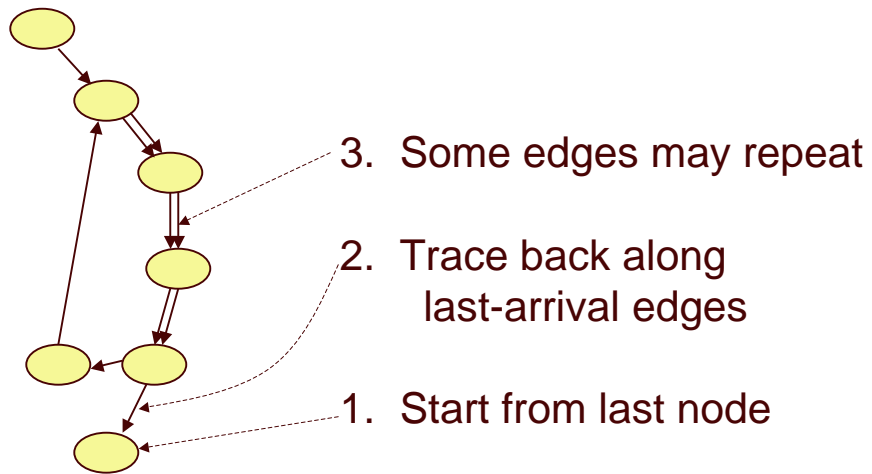 3. Some edges may repeat
2. Trace back along
last-arrival edges
1. Start from last node